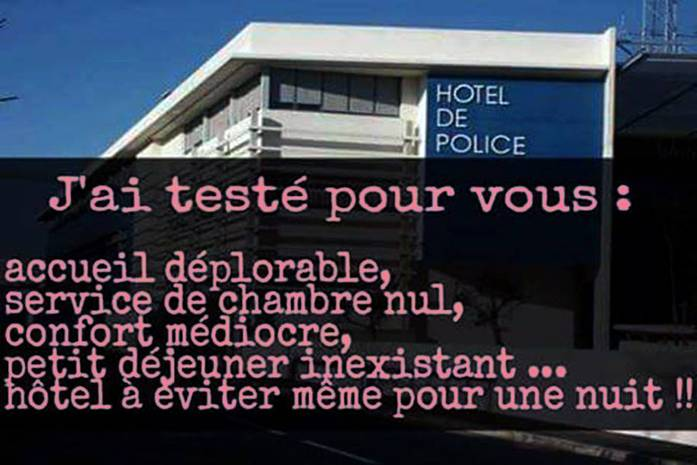 HOTEL
DE
POLICE
J'ai testé pour vous :
accueil déplorable,
service de chambre nul,
confort médiocre,
petit déjeuner inexistant ...
hôtel à éviter même pour une nuit !!